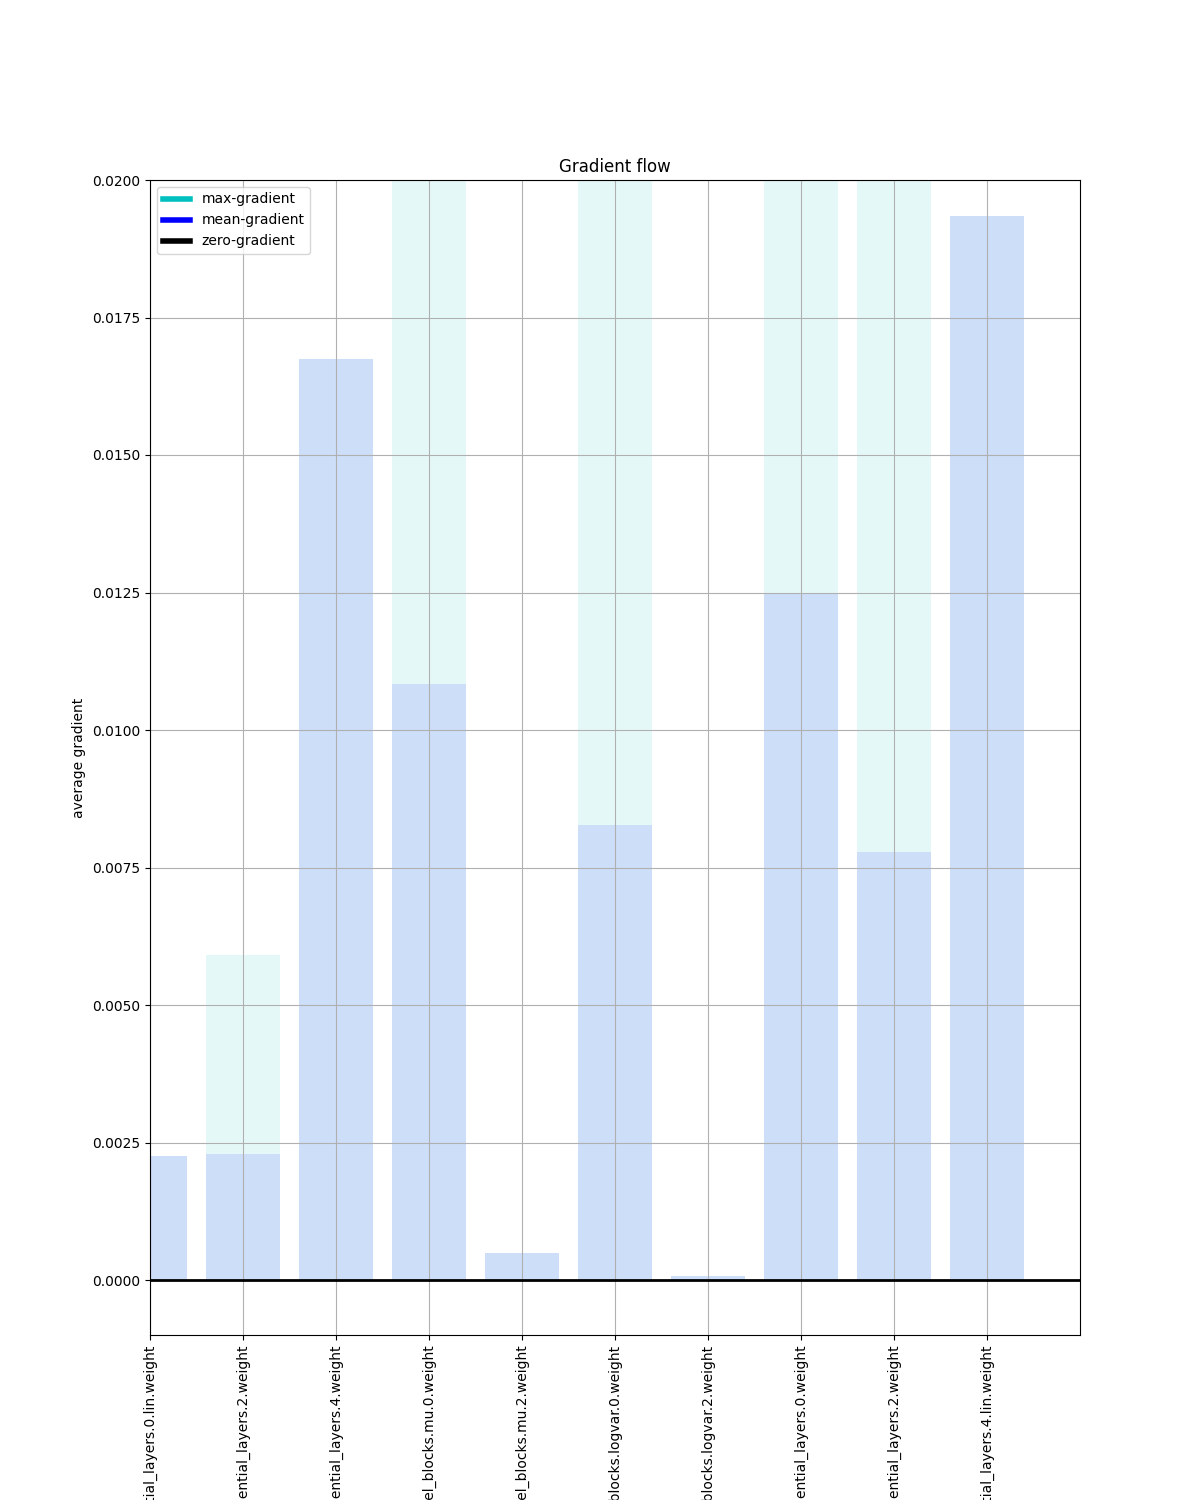 Gradient flow
max-gradient
mean-gradient
zero-gradient
0.0200
0.0175
0.0150
0.0125
0.0100
0.0075
0.0050
0.0025
0.0000
average gradient
tial_layers.0.lin.weight
ential_layers.2.weight
ential_layers.4.weight
el_blocks.mu.0.weight
el_blocks.mu.2.weight
blocks.logvar.0.weight
blocks.logvar.2.weight
ential_layers.0.weight
ential_layers.2.weight
tial_layers.4.lin.weight